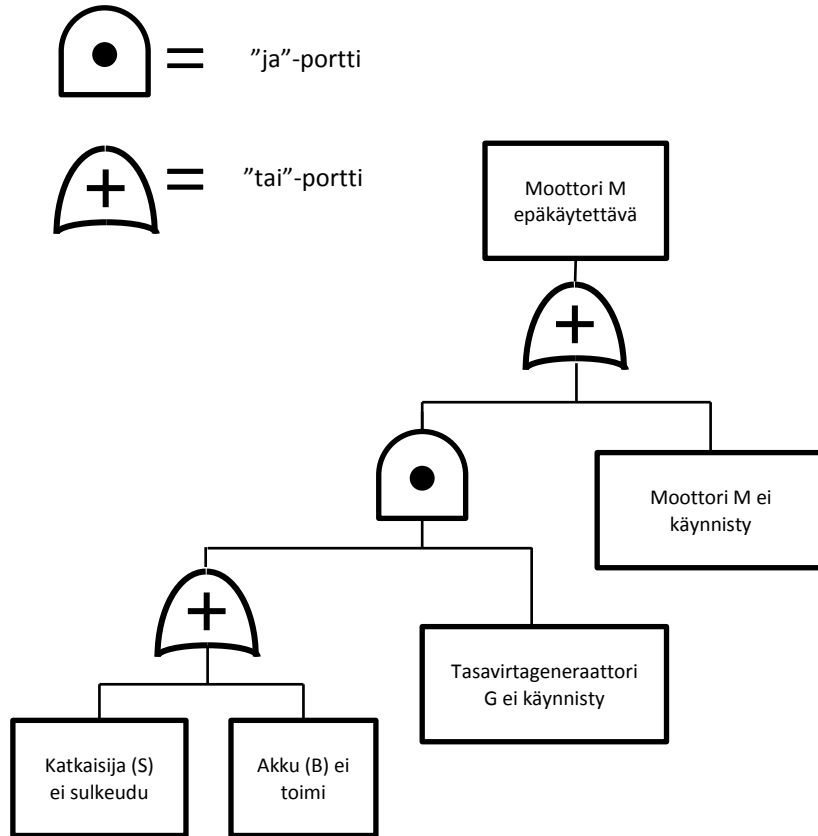 = "ja"-portti
= "tai"-portti
Moottori M
epäkäytettävä
Moottori M ei
käynnisty
Tasavirtageneraattori
G ei käynnisty
Katkaisija (S)
ei sulkeudu
Akku (B) ei
toimi